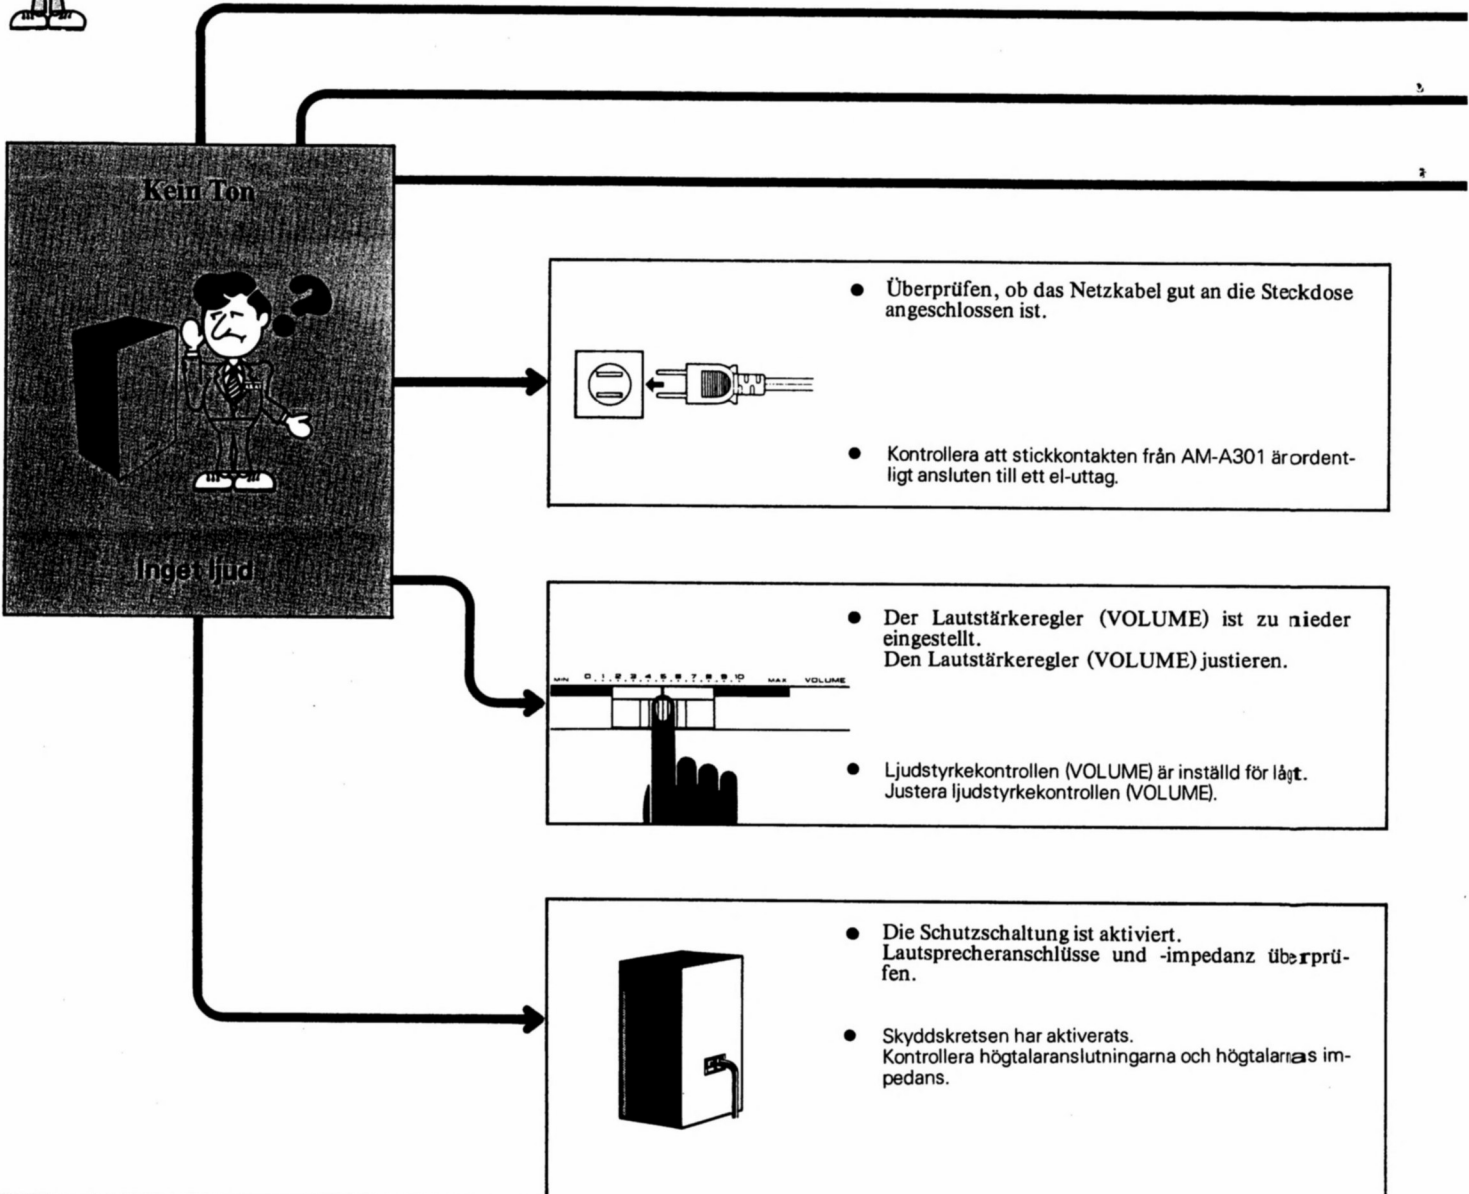 Kein Ton
Inget ljud
● Überprüfen, ob das Netzkabel gut an die Steckdose
angeschlossen ist.
● Kontrollera att stickkontakten från AM-A301 är ordent-
ligt ansluten till ett el-uttag.
● Der Lautstärkeregler (VOLUME) ist zu nieder
eingestellt.
Den Lautstärkeregler (VOLUME) justieren.
MIN 0 1 2 3 4 5 6 7 8 9 10 MAX VOLUME
● Ljudstyrkekontrollen (VOLUME) är inställd för lågt.
Justera ljudstyrkekontrollen (VOLUME).
● Die Schutzschaltung ist aktiviert.
Lautsprecheranschlüsse und -impedanz überprü-
fen.
● Skyddskretsen har aktiverats.
Kontrollera högtalaranslutningarna och högtalarnas im-
pedans.